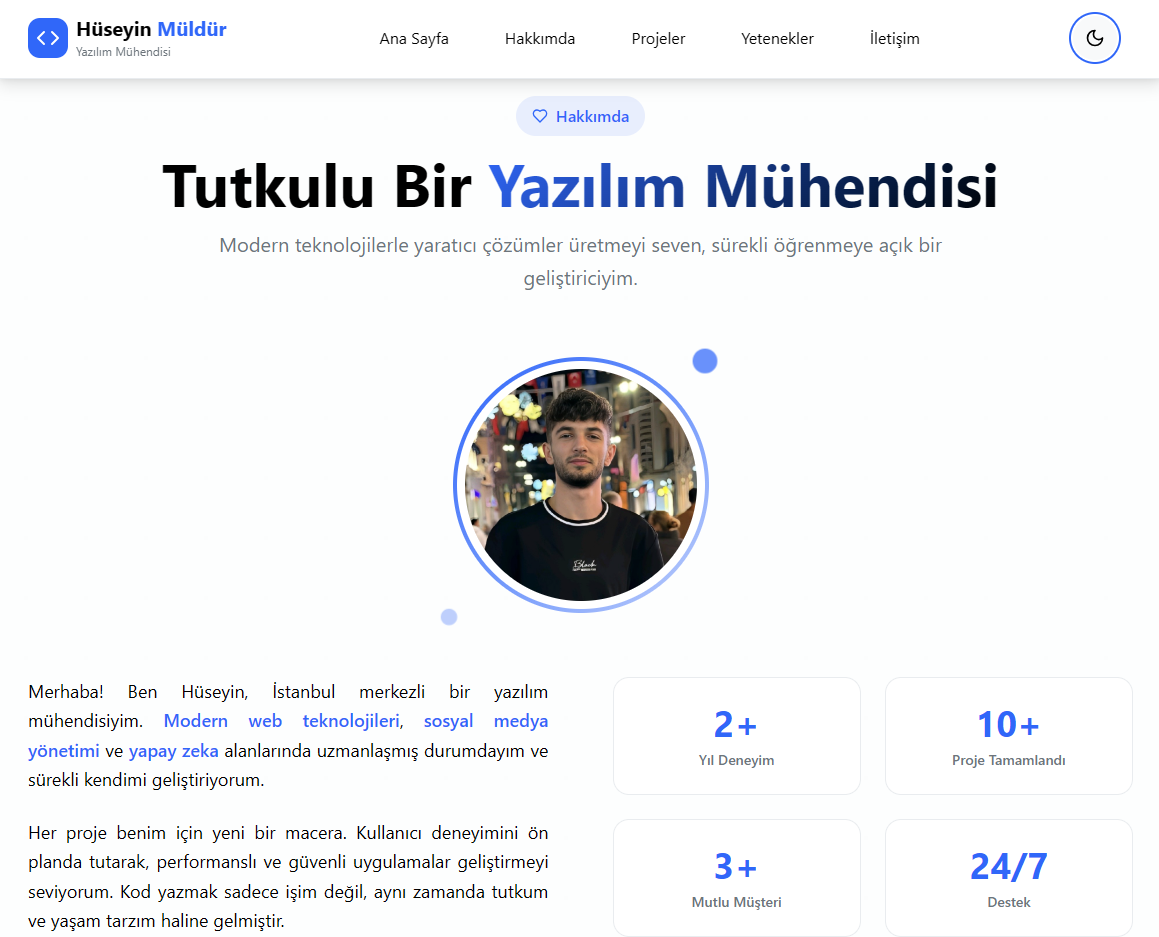 Hüseyin Müldür
Yazılım Mühendisi
Ana Sayfa
Hakkımda
Projeler
Yetenekler
İletişim
Hakkımda
Tutkulu Bir Yazılım Mühendisi
Modern teknolojilerle yaratıcı çözümler üretmeyi seven, sürekli öğrenmeye açık bir
geliştiriciyim.
Black
Merhaba! Ben Hüseyin, İstanbul merkezli bir yazılım
mühendisiyim. Modern web teknolojileri, sosyal medya
yönetimi ve yapay zeka alanlarında uzmanlaşmış durumdayım ve
sürekli kendimi geliştiriyorum.
Her proje benim için yeni bir macera. Kullanıcı deneyimini ön
planda tutarak, performanslı ve güvenli uygulamalar geliştirmeyi
seviyorum. Kod yazmak sadece işim değil, aynı zamanda tutkum
ve yaşam tarzım haline gelmiştir.
2+
Yıl Deneyim
10+
Proje Tamamlandı
3+
Mutlu Müşteri
24/7
Destek